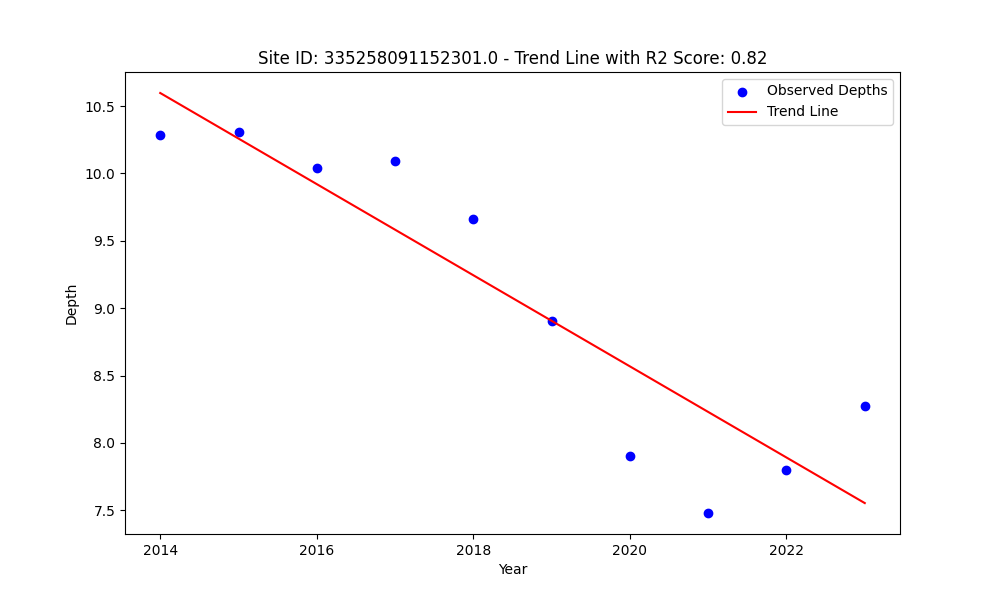 Site ID: 335258091152301.0 - Trend Line with R2 Score: 0.82
Observed Depths
Trend Line
10.5
10.0
9.5
9.0
8.5
8.0
7.5
Depth
2014
2016
2018
2020
2022
Year